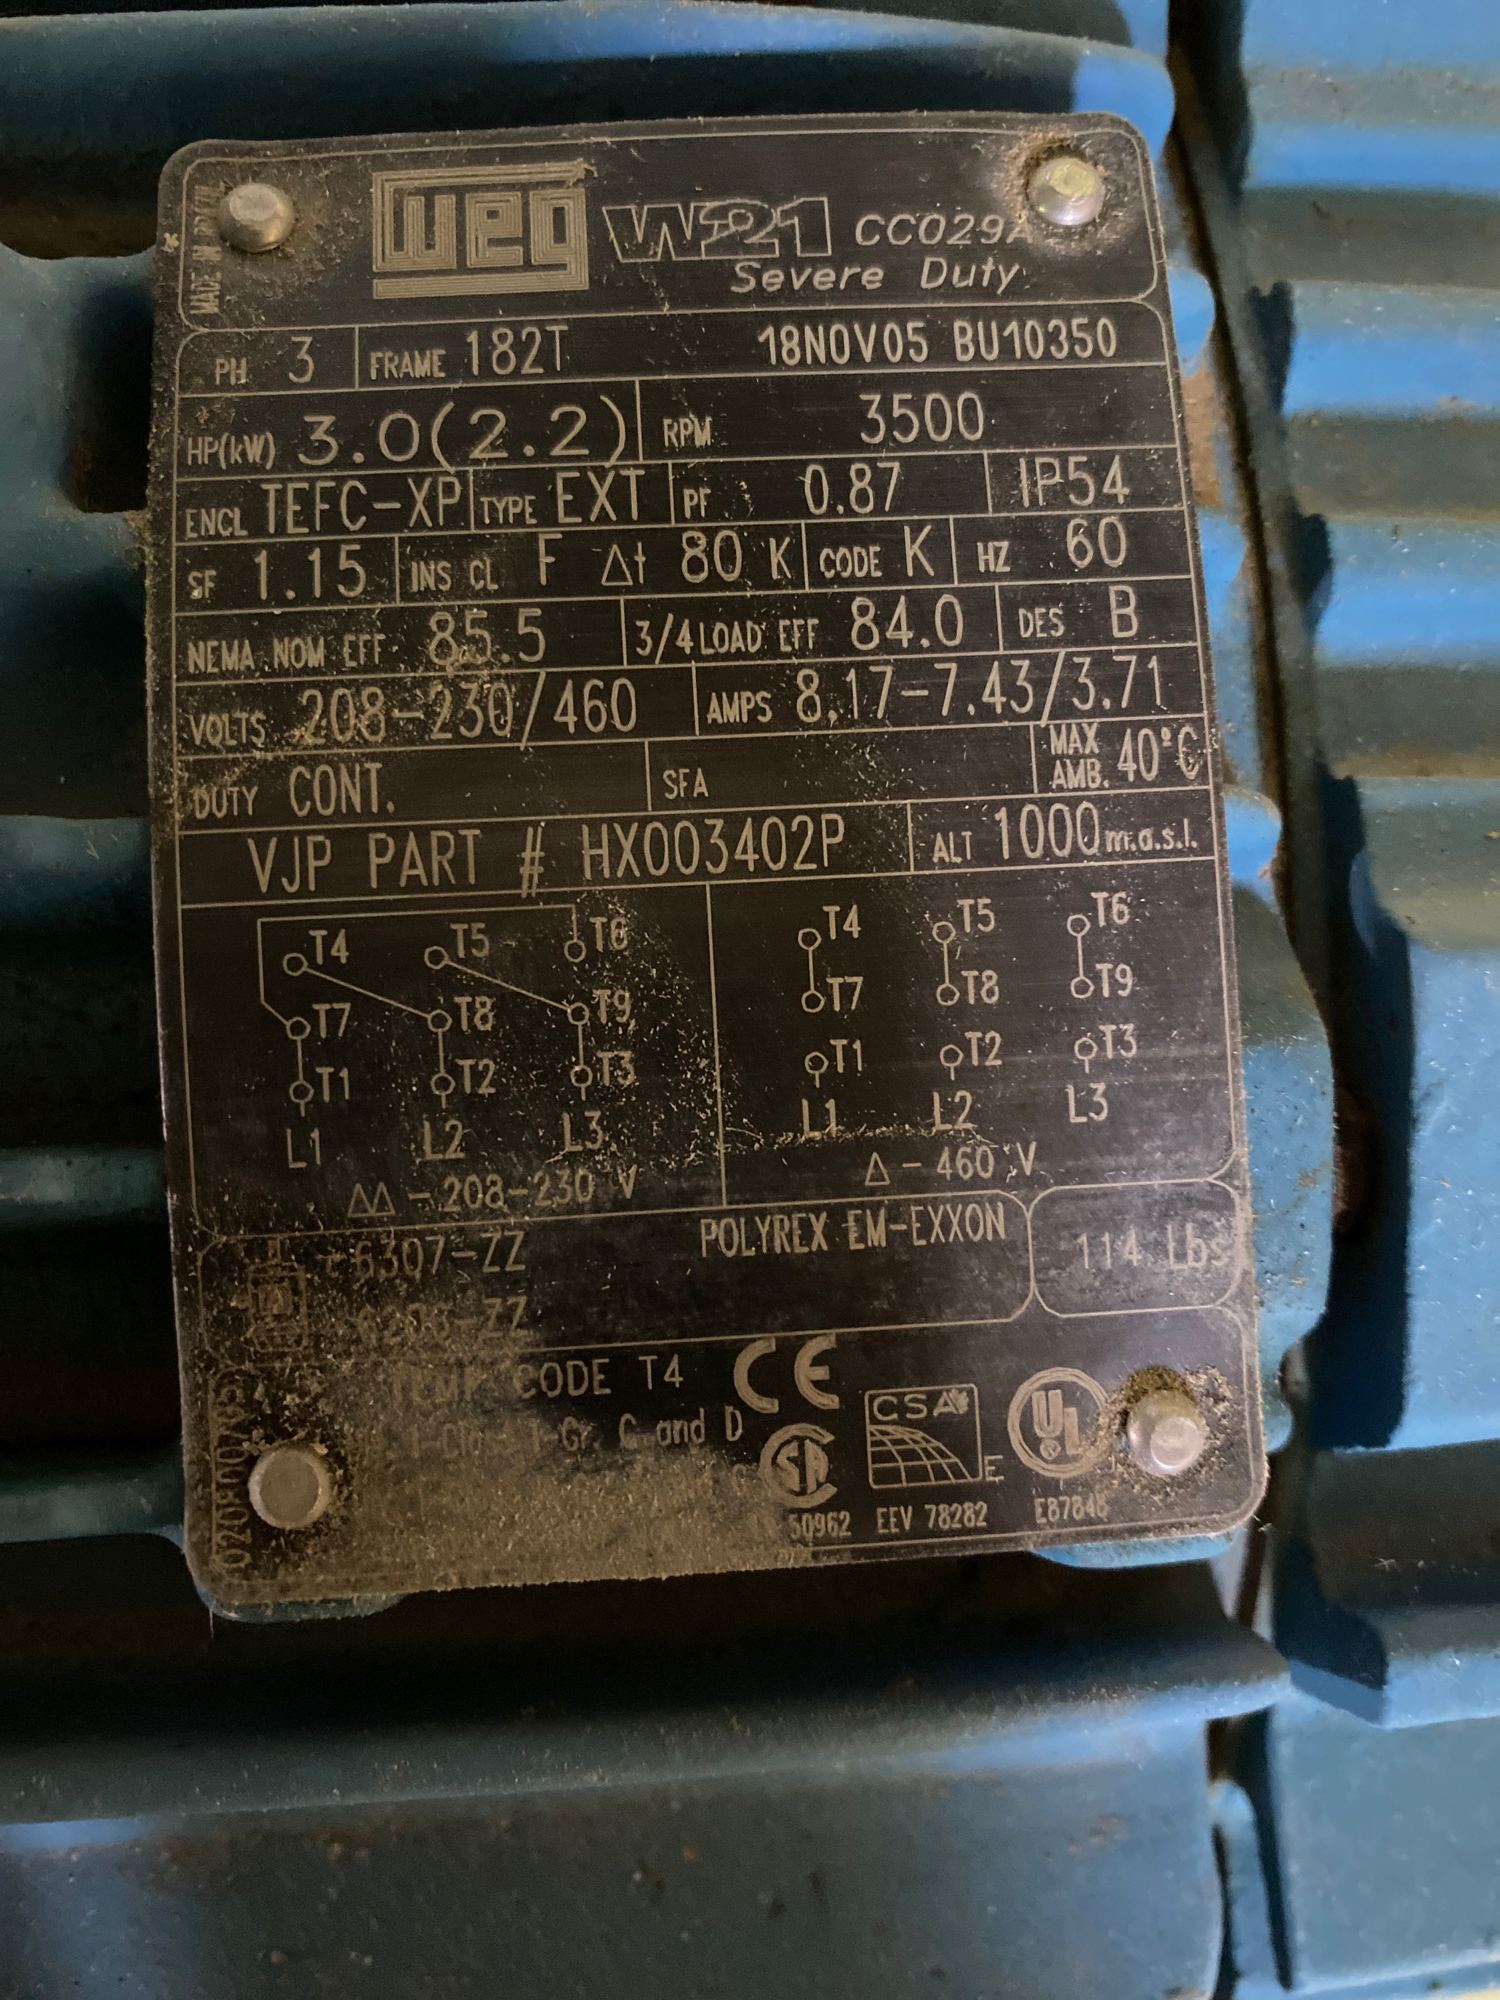 weg W21 CC029A
Severe Duty
MADE IN
PH 3 FRAME 182T 18NOV05 BU10350
HP(kW) 3.0(2.2) RPM 3500
ENCL TEFC-XP TYPE EXT PF 0.87 IP54
SF 1.15 INS CL F Δt 80 K CODE K HZ 60
NEMA NOM EFF 85.5 3/4 LOAD EFF 84.0 DES B
VOLTS 208-230/460 AMPS 8.17-7.43/3.71
DUTY CONT. SFA MAX AMB. 40°C
VJP PART # HX003402P ALT 1000 m.a.s.l.
T4 T5 T6 T4 T5 T6
T7 T8 T9 T7 T8 T9
T1 T2 T3 T1 T2 T3
L1 L2 L3 L1 L2 L3
ΔΔ - 208-230 V Δ - 460 V
6307-ZZ POLYREX EM-EXXON 114 Lbs
TEMP CODE T4 CE
Gr. C and D
CSA UL
SP E
50962 EEV 78282